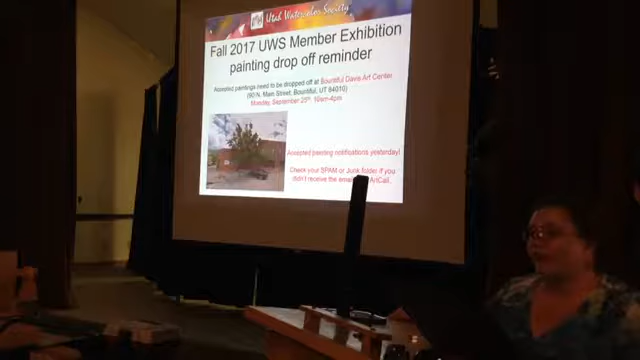 Utah Watercolor Society
Fall 2017 UWS Member Exhibition
painting drop off reminder
Accepted paintings need to be dropped off at Bountiful Davis Art Center
(90 N. Main Street, Bountiful, UT 84010)
Monday, September 25th, 10am-4pm
Accepted painting notifications yesterday!
Check your SPAM or Junk folder if you
didn't receive the email ArtCall.